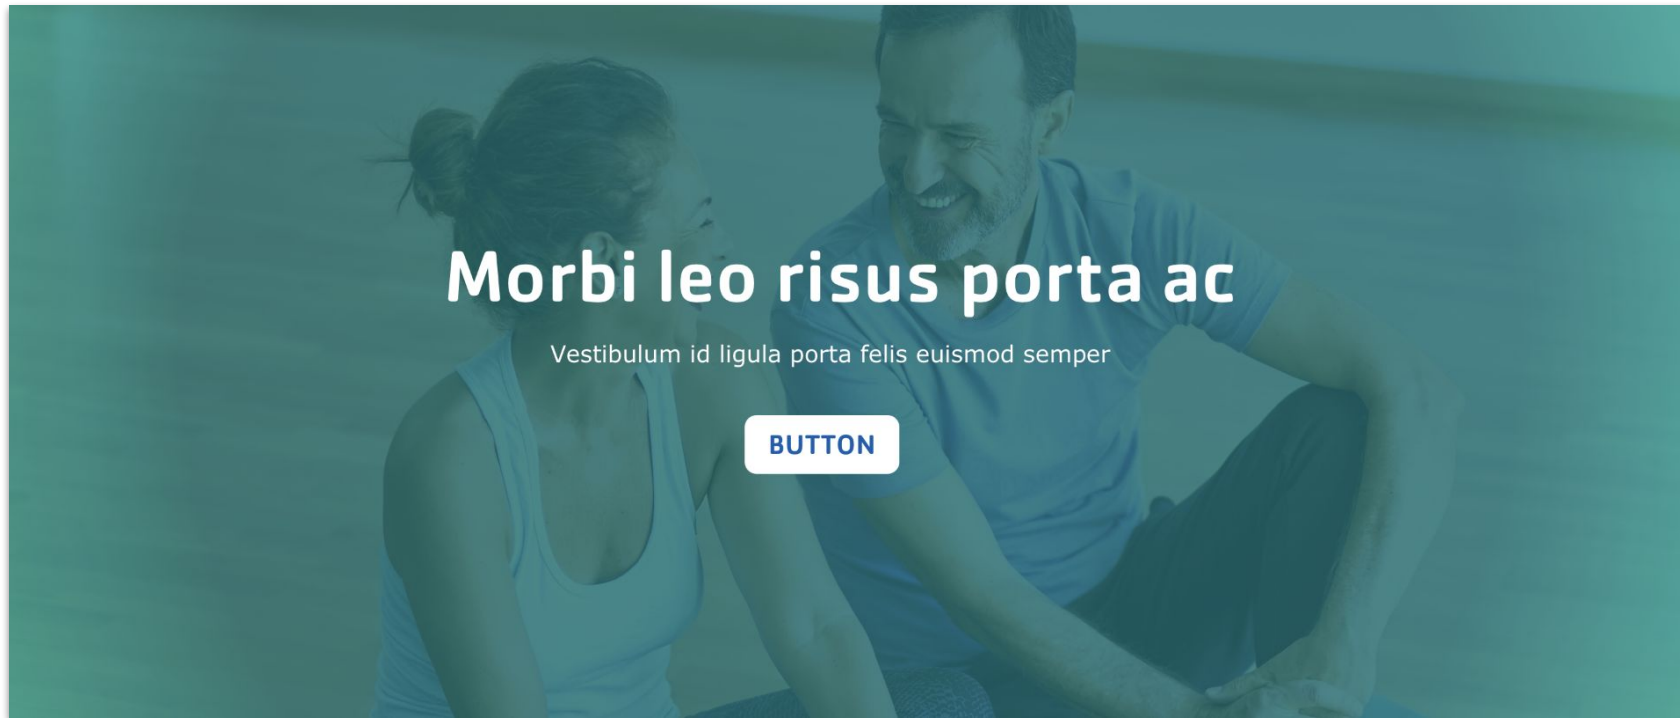 Morbi leo risus porta ac
Vestibulum id ligula porta felis euismod semper
BUTTON